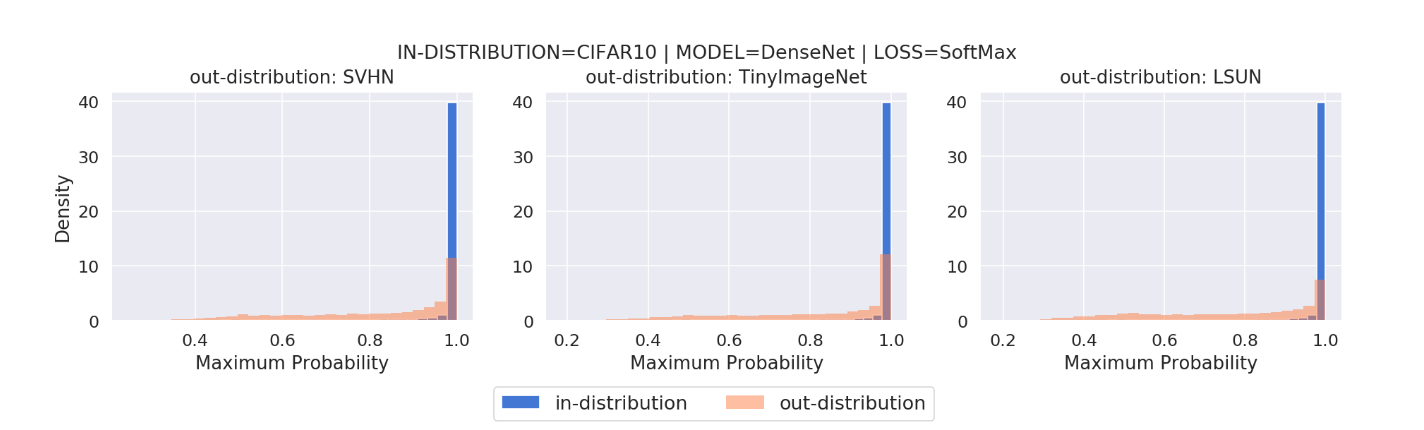 IN-DISTRIBUTION=CIFAR10 | MODEL=DenseNet | LOSS=SoftMax
out-distribution: SVHN
40
30
20
10
0
Density
0.4 0.6 0.8 1.0
Maximum Probability
out-distribution: TinyImageNet
40
30
20
10
0
0.2 0.4 0.6 0.8 1.0
Maximum Probability
out-distribution: LSUN
40
30
20
10
0
0.2 0.4 0.6 0.8 1.0
Maximum Probability
in-distribution out-distribution